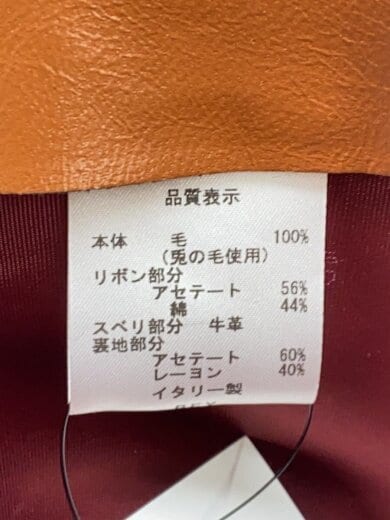 品質表示
本体 毛 100%
(兎の毛使用)
リボン部分
アセテート 56%
綿 44%
スベリ部分 牛革
裏地部分
アセテート 60%
レーヨン 40%
イタリー製